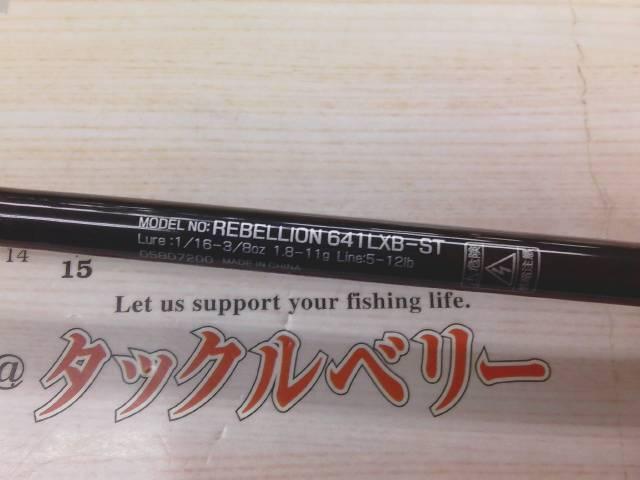 MODEL NO: REBELLION 641LXB-ST
Lure :1/16-3/8oz 1.8-11g Line:5-12lb
05807200 MADE IN CHINA
14
15
Let us support your fishing life.
@ タックルベリー